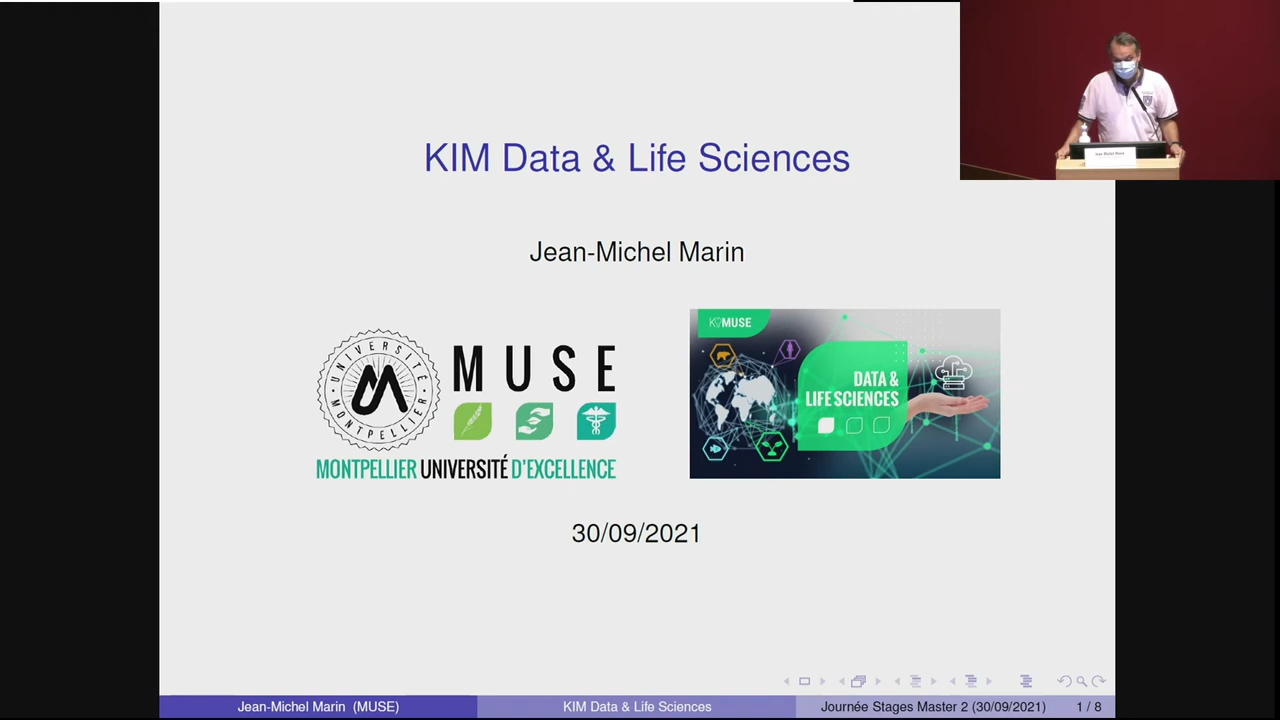 KIM Data & Life Sciences
Jean-Michel Marin
UNIVERSITÉ MONTPELLIER
MUSE
MONTPELLIER UNIVERSITÉ D'EXCELLENCE
KIMUSE
DATA &
LIFE SCIENCES
30/09/2021
Jean-Michel Marin (MUSE)
KIM Data & Life Sciences
Journée Stages Master 2 (30/09/2021)
1 / 8